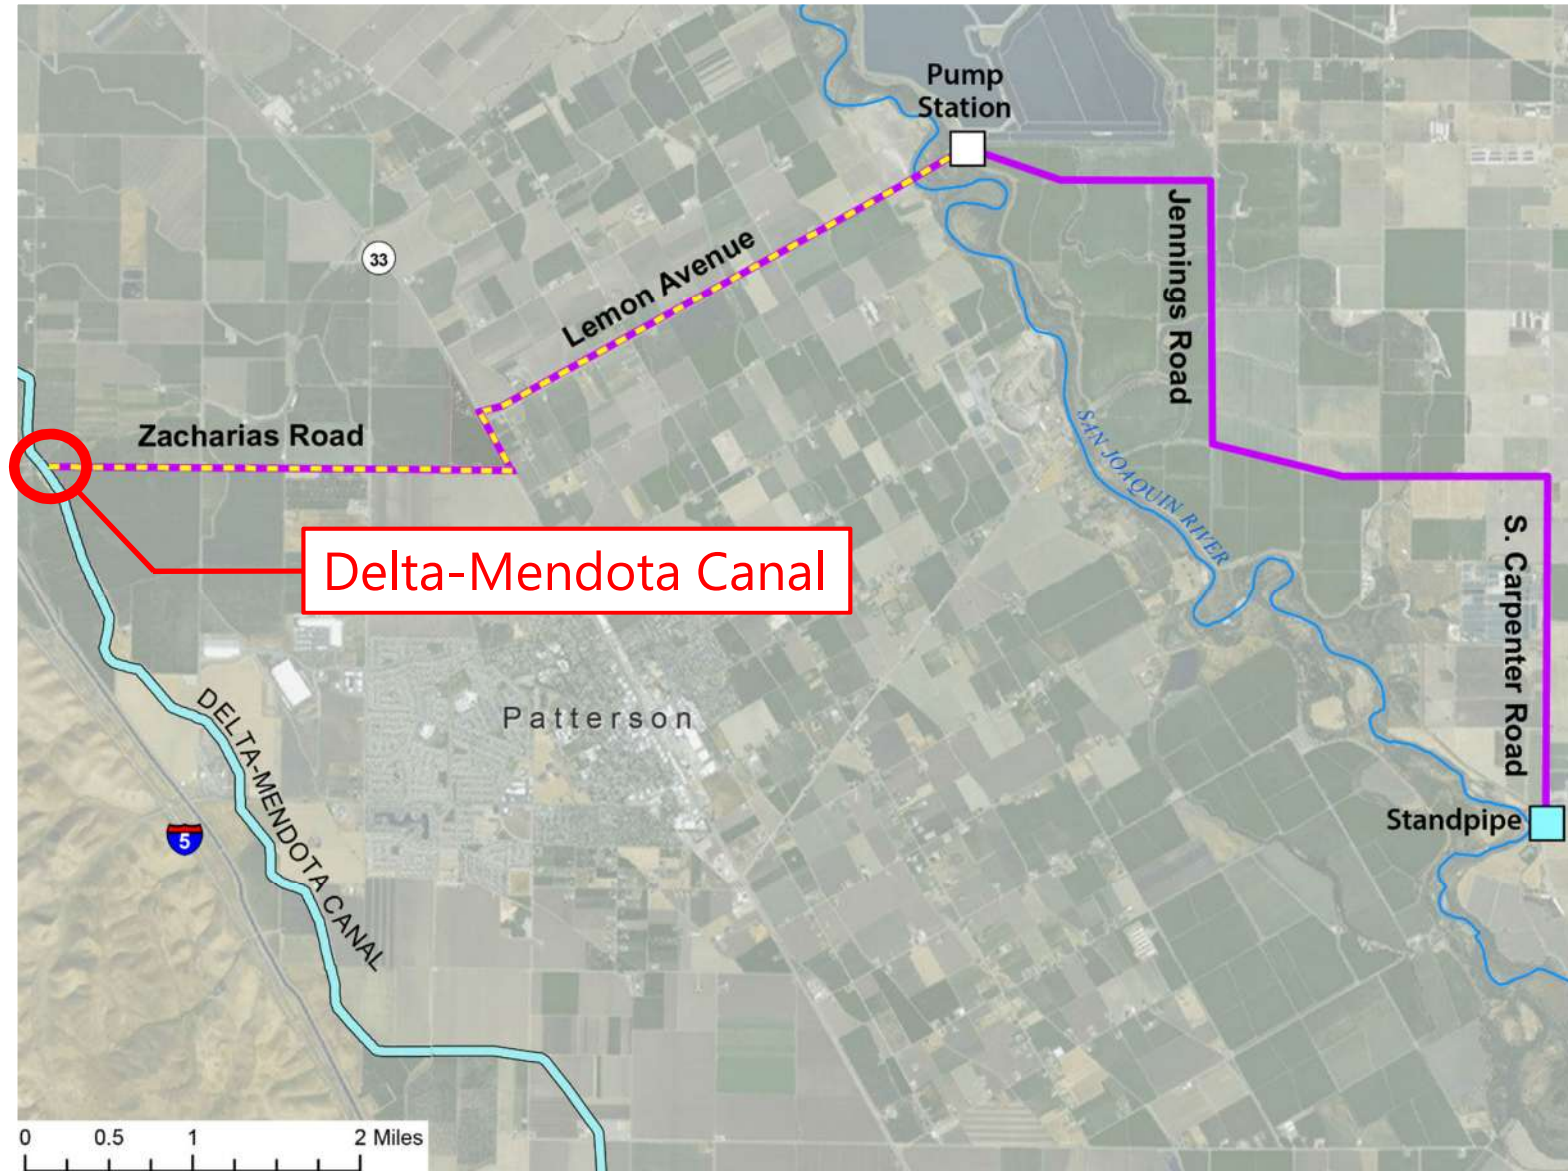 Pump
Station
Jennings Road
33
Lemon Avenue
Zacharias Road
SAN JOAQUIN RIVER
Delta-Mendota Canal
S. Carpenter Road
Patterson
DELTA-MENDOTA CANAL
5
Standpipe
0 0.5 1 2 Miles